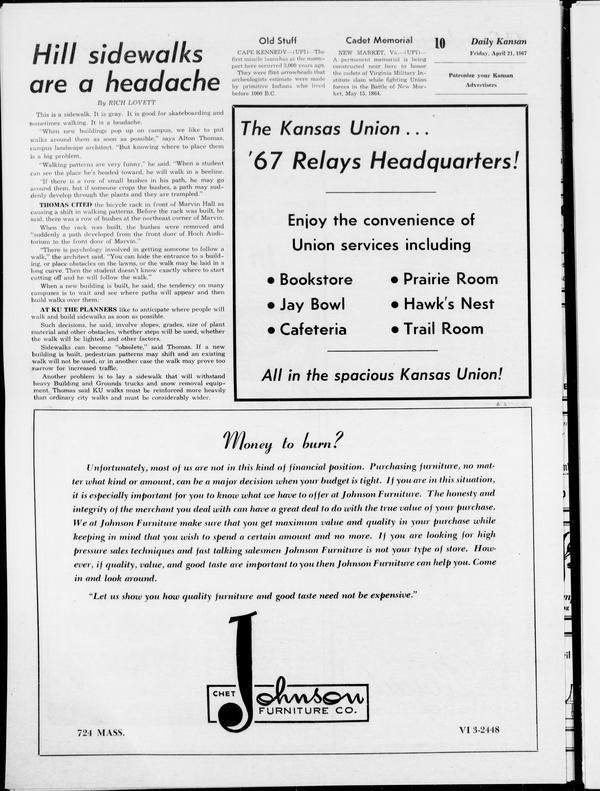 Hill sidewalks
are a headache
By RICH LOVETT
This is a sidewalk. It is gray. It is good for skateboarding and
sometimes walking. It is a headache.
"When new buildings pop up on campus, we like to put
walks around them as soon as possible," says Alton Thomas,
campus landscape architect. "But knowing where to place them
is a big problem.
"Walking patterns are very funny," he said. "When a student
can see the place he's headed toward, he will walk in a beeline.
"If there is a row of small bushes in his path, he may go
around them, but if someone crops the bushes, a path may sud-
denly develop through the plants and they are trampled."
THOMAS CITED the bicycle rack in front of Marvin Hall as
causing a shift in walking patterns. Before the rack was built, he
said, there was a row of bushes at the northeast corner of Marvin.
When the rack was built, the bushes were removed and
"suddenly a path developed from the front door of Hoch Audi-
torium to the front door of Marvin."
"There is psychology involved in getting someone to follow a
walk," the architect said. "You can hide the entrance to a build-
ing, or place obstacles on the lawns, or the walk may be laid in a
long curve. Then the student doesn't know exactly where to start
cutting off and he will follow the walk."
When a new building is built, he said, the tendency on many
campuses is to wait and see where paths will appear and then
build walks over them.
AT KU THE PLANNERS like to anticipate where people will
walk and build sidewalks as soon as possible.
Such decisions, he said, involve slopes, grades, size of plant
material and other obstacles, whether steps will be used, whether
the walk will be lighted, and other factors.
Sidewalks can become "obsolete," said Thomas. If a new
building is built, pedestrian patterns may shift and an existing
walk will not be used, or in another case the walk may prove too
narrow for increased traffic.
Another problem is to lay a sidewalk that will withstand
heavy Building and Grounds trucks and snow removal equip-
ment. Thomas said KU walks must be reinforced more heavily
than ordinary city walks and must be considerably wider.
Old Stuff
CAPE KENNEDY—(UPI)—The
first missile launches at the moon-
port here occurred 3,000 years ago.
They were flint arrowheads that
archeologists estimate were made
by primitive Indians who lived
before 1000 B.C.
Cadet Memorial
NEW MARKET, Va.—(UPI)—
A permanent memorial is being
constructed near here to honor
the cadets of Virginia Military In-
stitute slain while fighting Union
forces in the Battle of New Mar-
ket, May 15, 1864.
10 Daily Kansan
Friday, April 21, 1967
Patronize your Kansan
Advertisers
The Kansas Union . . .
'67 Relays Headquarters!
Enjoy the convenience of
Union services including
• Bookstore • Prairie Room
• Jay Bowl • Hawk's Nest
• Cafeteria • Trail Room
All in the spacious Kansas Union!
Money to burn?
Unfortunately, most of us are not in this kind of financial position. Purchasing furniture, no mat-
ter what kind or amount, can be a major decision when your budget is tight. If you are in this situation,
it is especially important for you to know what we have to offer at Johnson Furniture. The honesty and
integrity of the merchant you deal with can have a great deal to do with the true value of your purchase.
We at Johnson Furniture make sure that you get maximum value and quality in your purchase while
keeping in mind that you wish to spend a certain amount and no more. If you are looking for high
pressure sales techniques and fast talking salesmen Johnson Furniture is not your type of store. How-
ever, if quality, value, and good taste are important to you then Johnson Furniture can help you. Come
in and look around.
"Let us show you how quality furniture and good taste need not be expensive."
CHET Johnson
FURNITURE CO.
724 MASS. VI 3-2448